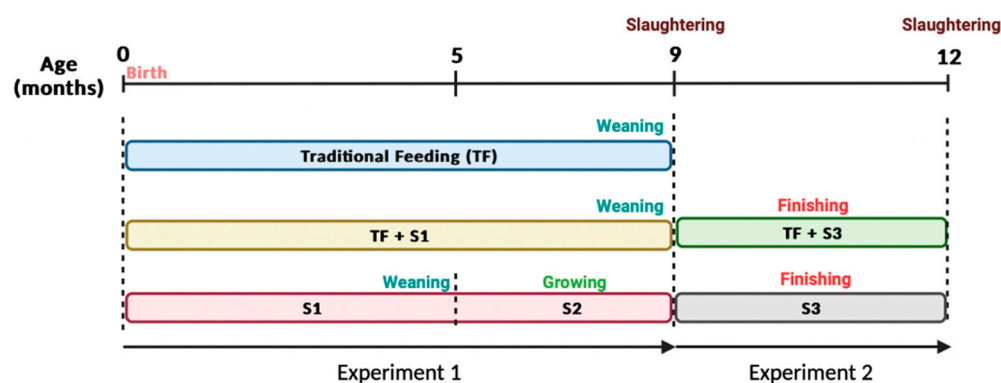 Slaughtering Slaughtering
0 5 9 12
Age
(months)
Birth
Weaning
Traditional Feeding (TF)
Weaning Finishing
TF + S1 TF + S3
Weaning Growing Finishing
S1 S2 S3
Experiment 1 Experiment 2